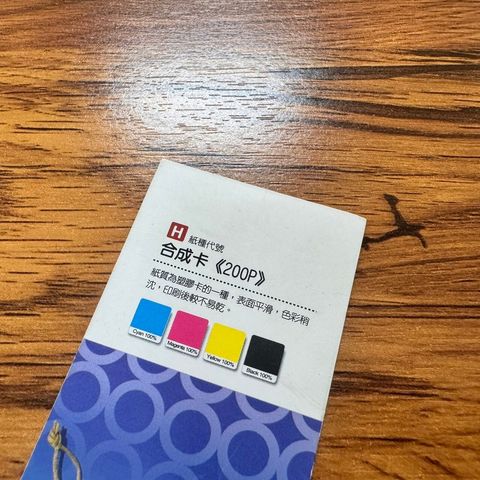 H 紙種代號
合成卡《200P》
紙質為塑膠卡的一種，表面平滑，色彩稍
沈，印刷後較不易乾。
Cyan 100% Magenta 100% Yellow 100% Black 100%